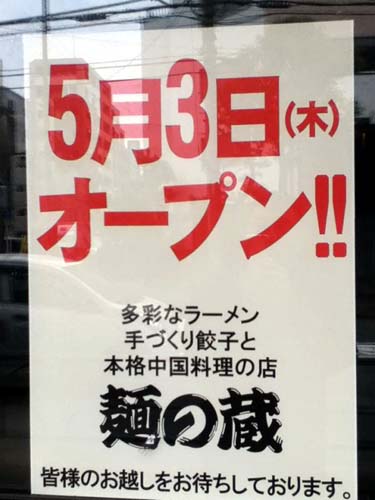 5月3日(木)
オープン!!
多彩なラーメン
手づくり餃子と
本格中国料理の店
麺の蔵
皆様のお越しをお待ちしております。